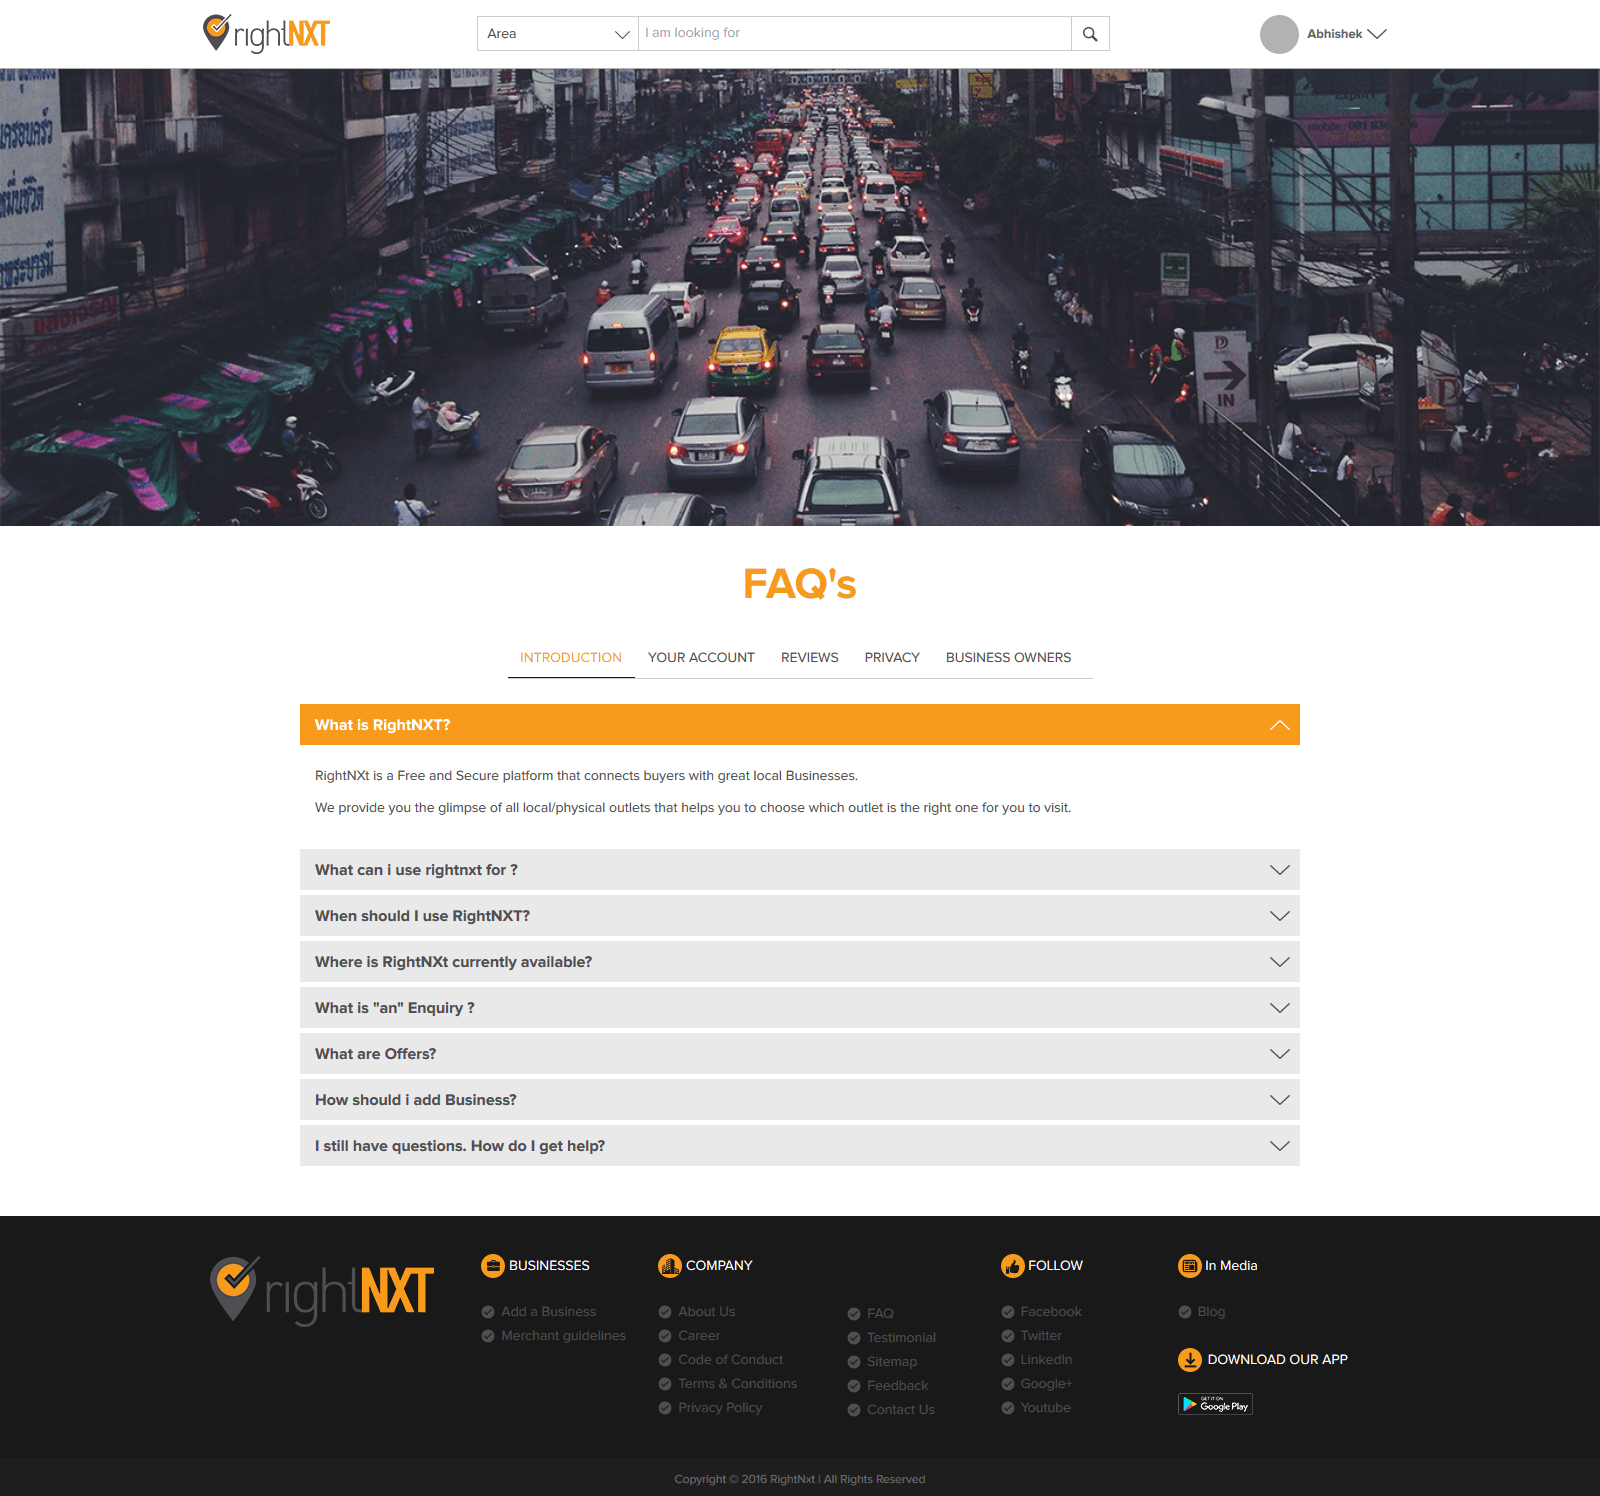 rightNXT
Area
I am looking for
Abhishek
IN
FAQ's
INTRODUCTION
YOUR ACCOUNT
REVIEWS
PRIVACY
BUSINESS OWNERS
What is RightNXT?
RightNXt is a Free and Secure platform that connects buyers with great local Businesses.
We provide you the glimpse of all local/physical outlets that helps you to choose which outlet is the right one for you to visit.
What can i use rightnxt for ?
When should I use RightNXT?
Where is RightNXt currently available?
What is "an" Enquiry ?
What are Offers?
How should i add Business?
I still have questions. How do I get help?
rightNXT
BUSINESSES
Add a Business
Merchant guidelines
COMPANY
About Us
Career
Code of Conduct
Terms & Conditions
Privacy Policy
FAQ
Testimonial
Sitemap
Feedback
Contact Us
FOLLOW
Facebook
Twitter
LinkedIn
Google+
Youtube
In Media
Blog
DOWNLOAD OUR APP
GET IT ON
Google Play
Copyright © 2016 RightNxt | All Rights Reserved